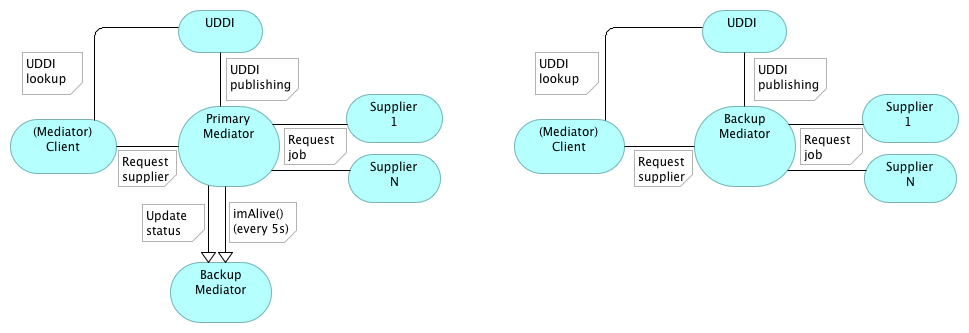 UDDI
UDDI
lookup
UDDI
publishing
(Mediator)
Client
Primary
Mediator
Supplier
1
Request
supplier
Request
job
Supplier
N
Update
status
imAlive()
(every 5s)
Backup
Mediator
UDDI
UDDI
lookup
UDDI
publishing
(Mediator)
Client
Backup
Mediator
Supplier
1
Request
supplier
Request
job
Supplier
N